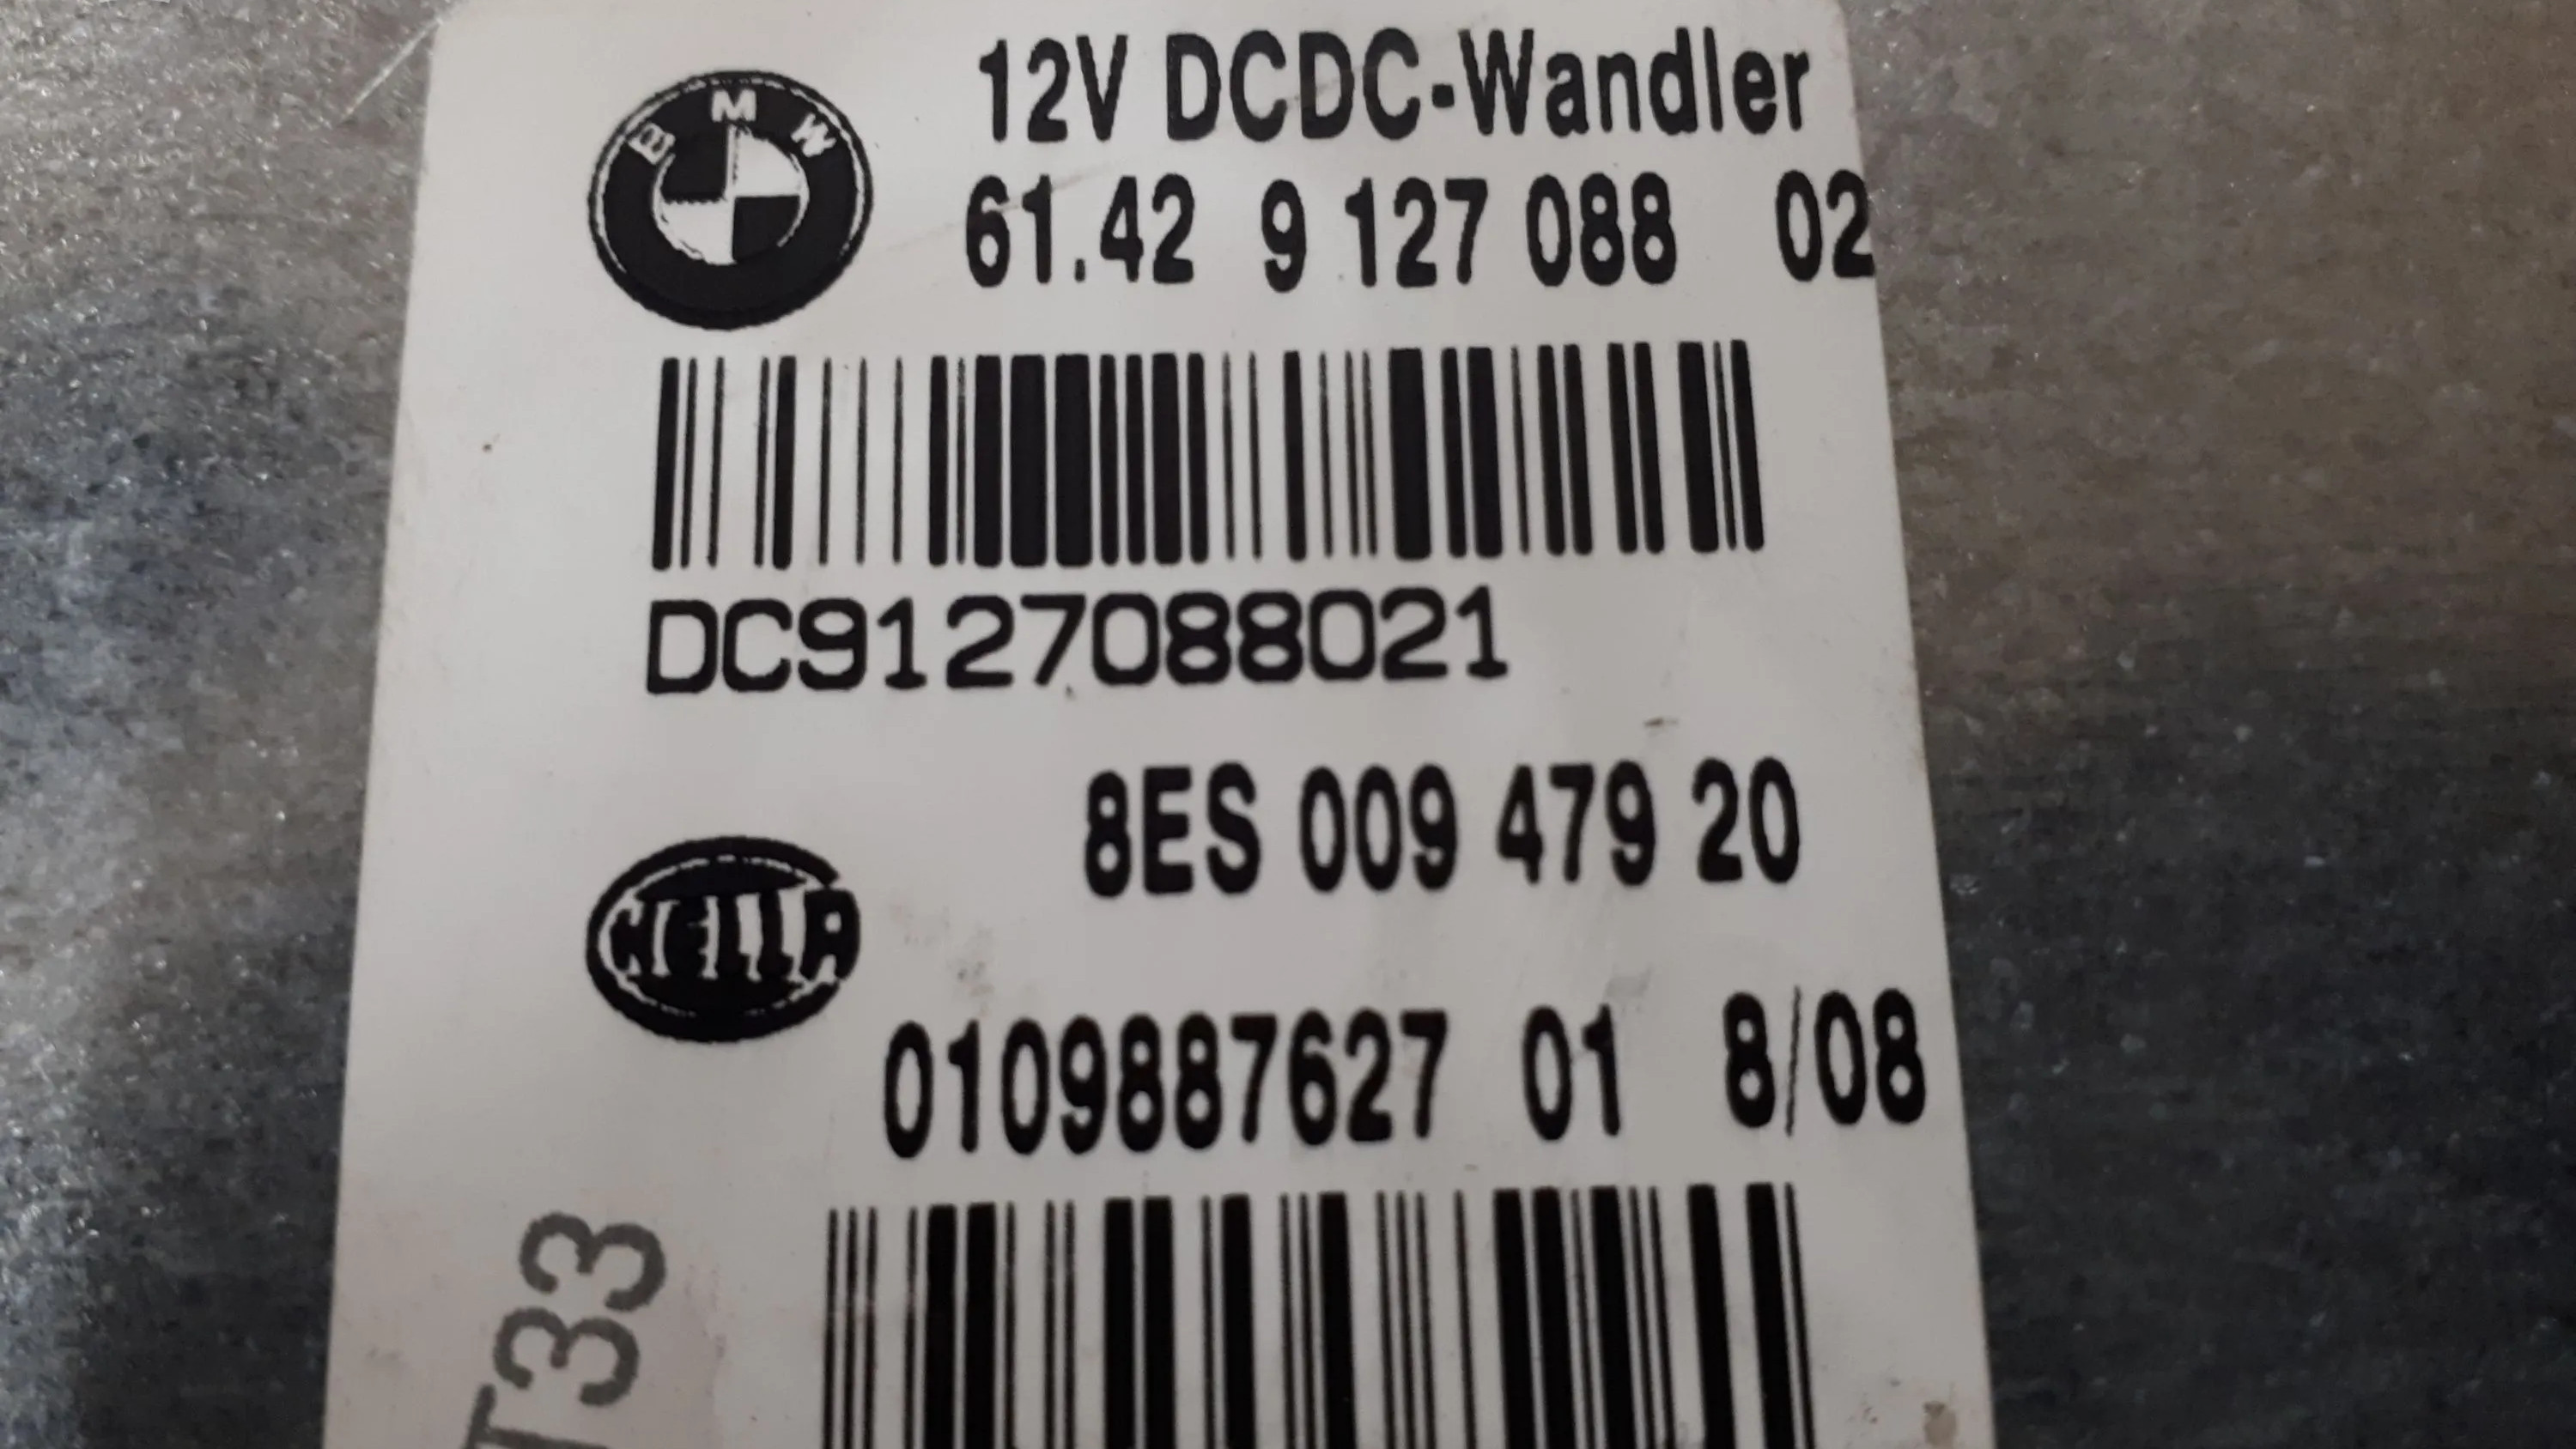 BMW
12V DCDC-Wandler
61.42 9 127 088 02
DC9127088021
8ES 009 479 20
HELLA
0109887627 01 8/08
T33